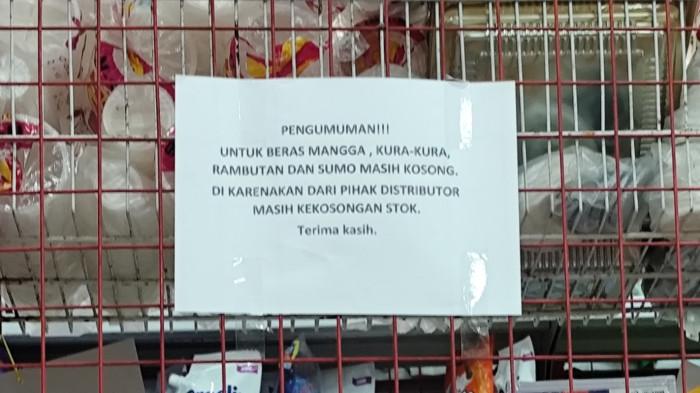 PENGUMUMAN!!!
UNTUK BERAS MANGGA , KURA-KURA,
RAMBUTAN DAN SUMO MASIH KOSONG.
DI KARENAKAN DARI PIHAK DISTRIBUTOR
MASIH KEKOSONGAN STOK.
Terima kasih.